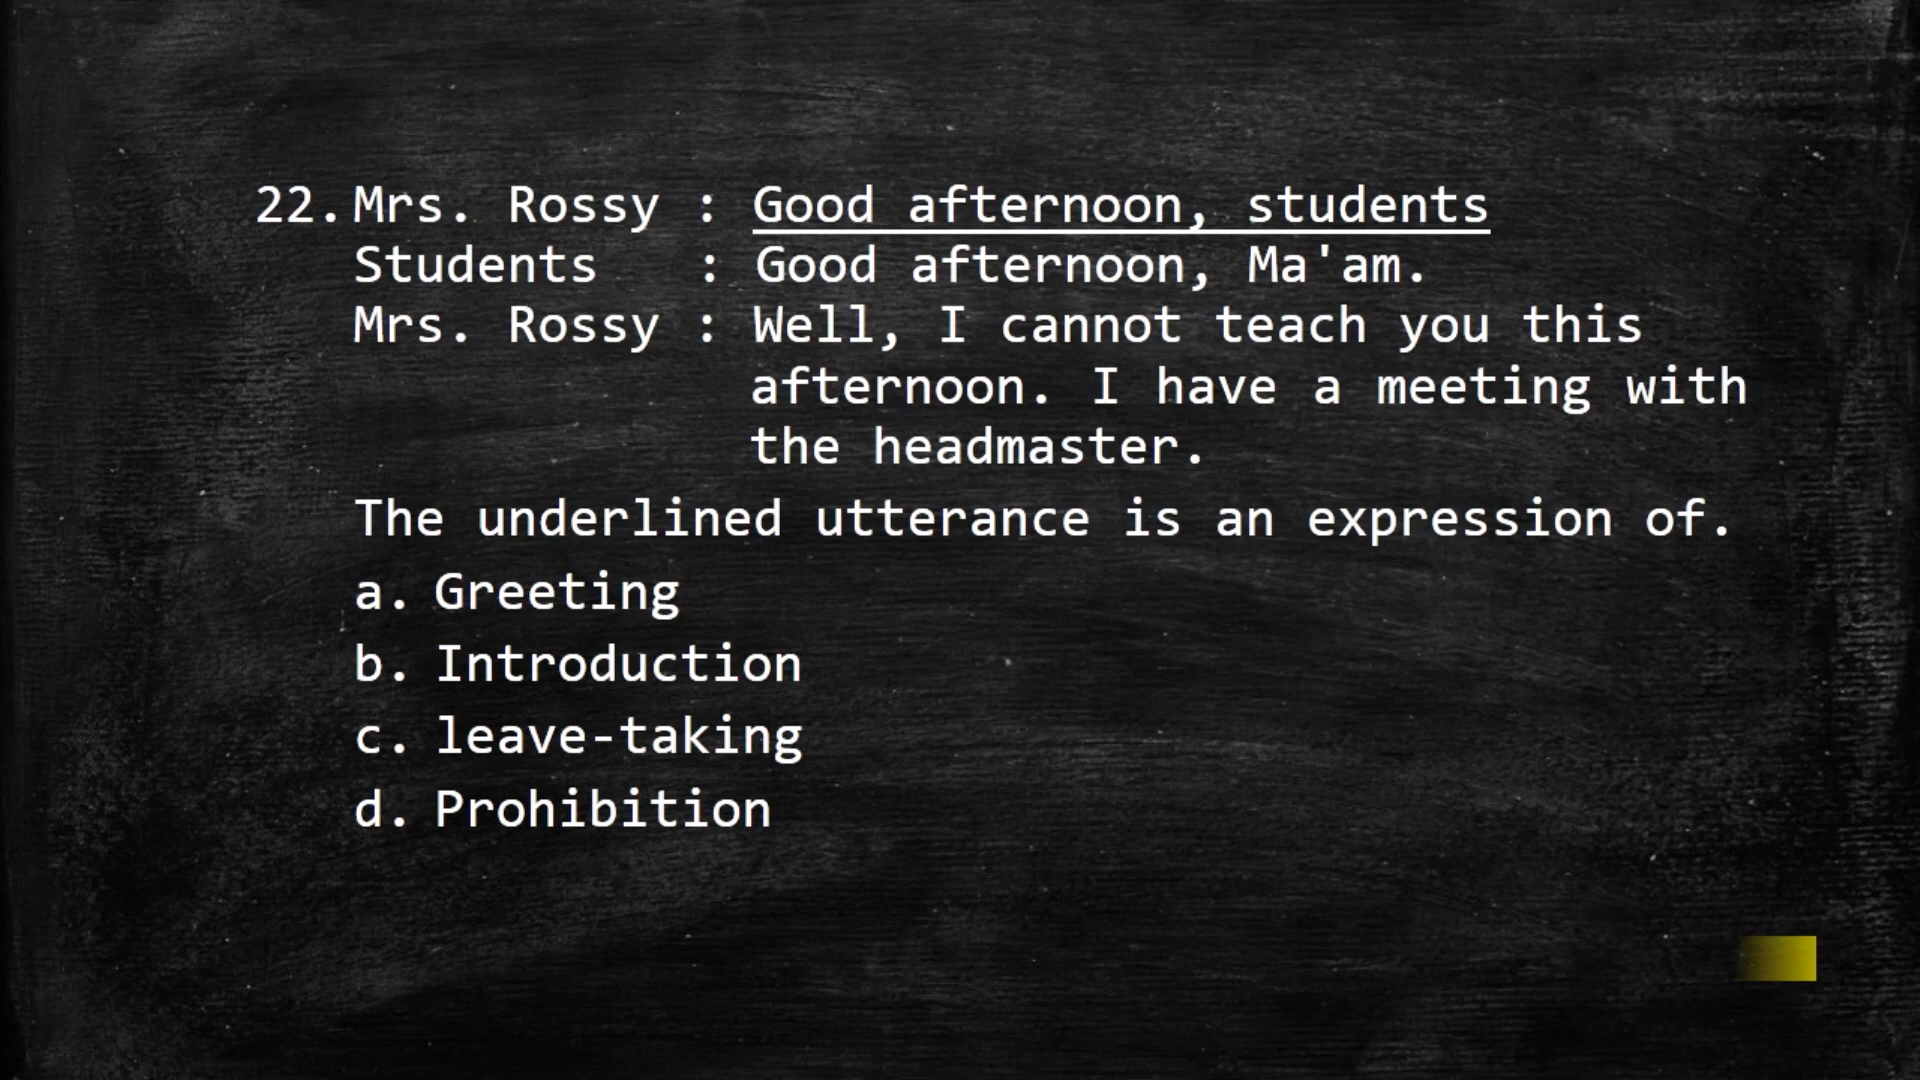 22. Mrs. Rossy : Good afternoon, students
Students : Good afternoon, Ma'am.
Mrs. Rossy : Well, I cannot teach you this
afternoon. I have a meeting with
the headmaster.
The underlined utterance is an expression of.
a. Greeting
b. Introduction
c. leave-taking
d. Prohibition